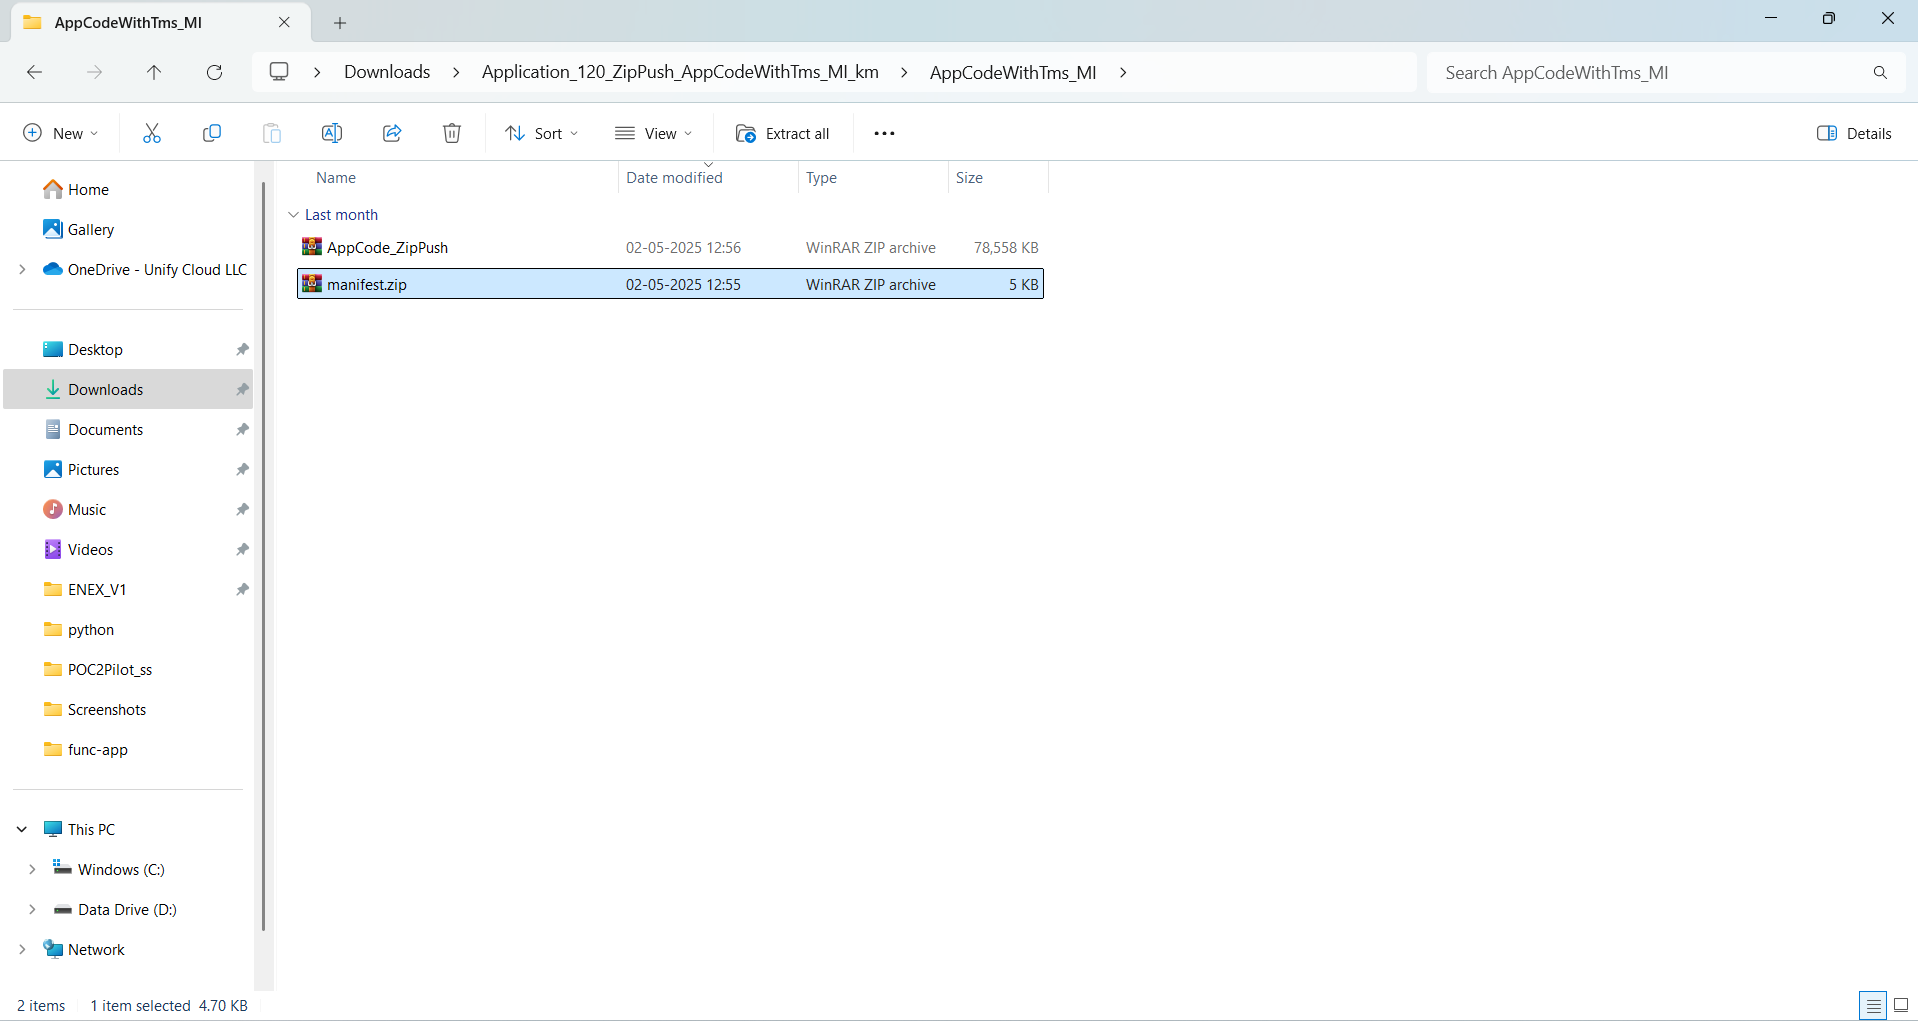 AppCodeWithTms_MI
Downloads Application_120_ZipPush_AppCodeWithTms_MI_km AppCodeWithTms_MI
Search AppCodeWithTms_MI
New
Sort
View
Extract all
Details
Home
Gallery
OneDrive - Unify Cloud LLC
Desktop
Downloads
Documents
Pictures
Music
Videos
ENEX_V1
python
POC2Pilot_ss
Screenshots
func-app
This PC
Windows (C:)
Data Drive (D:)
Network
Name Date modified Type Size
Last month
AppCode_ZipPush 02-05-2025 12:56 WinRAR ZIP archive 78,558 KB
manifest.zip 02-05-2025 12:55 WinRAR ZIP archive 5 KB
2 items 1 item selected 4.70 KB